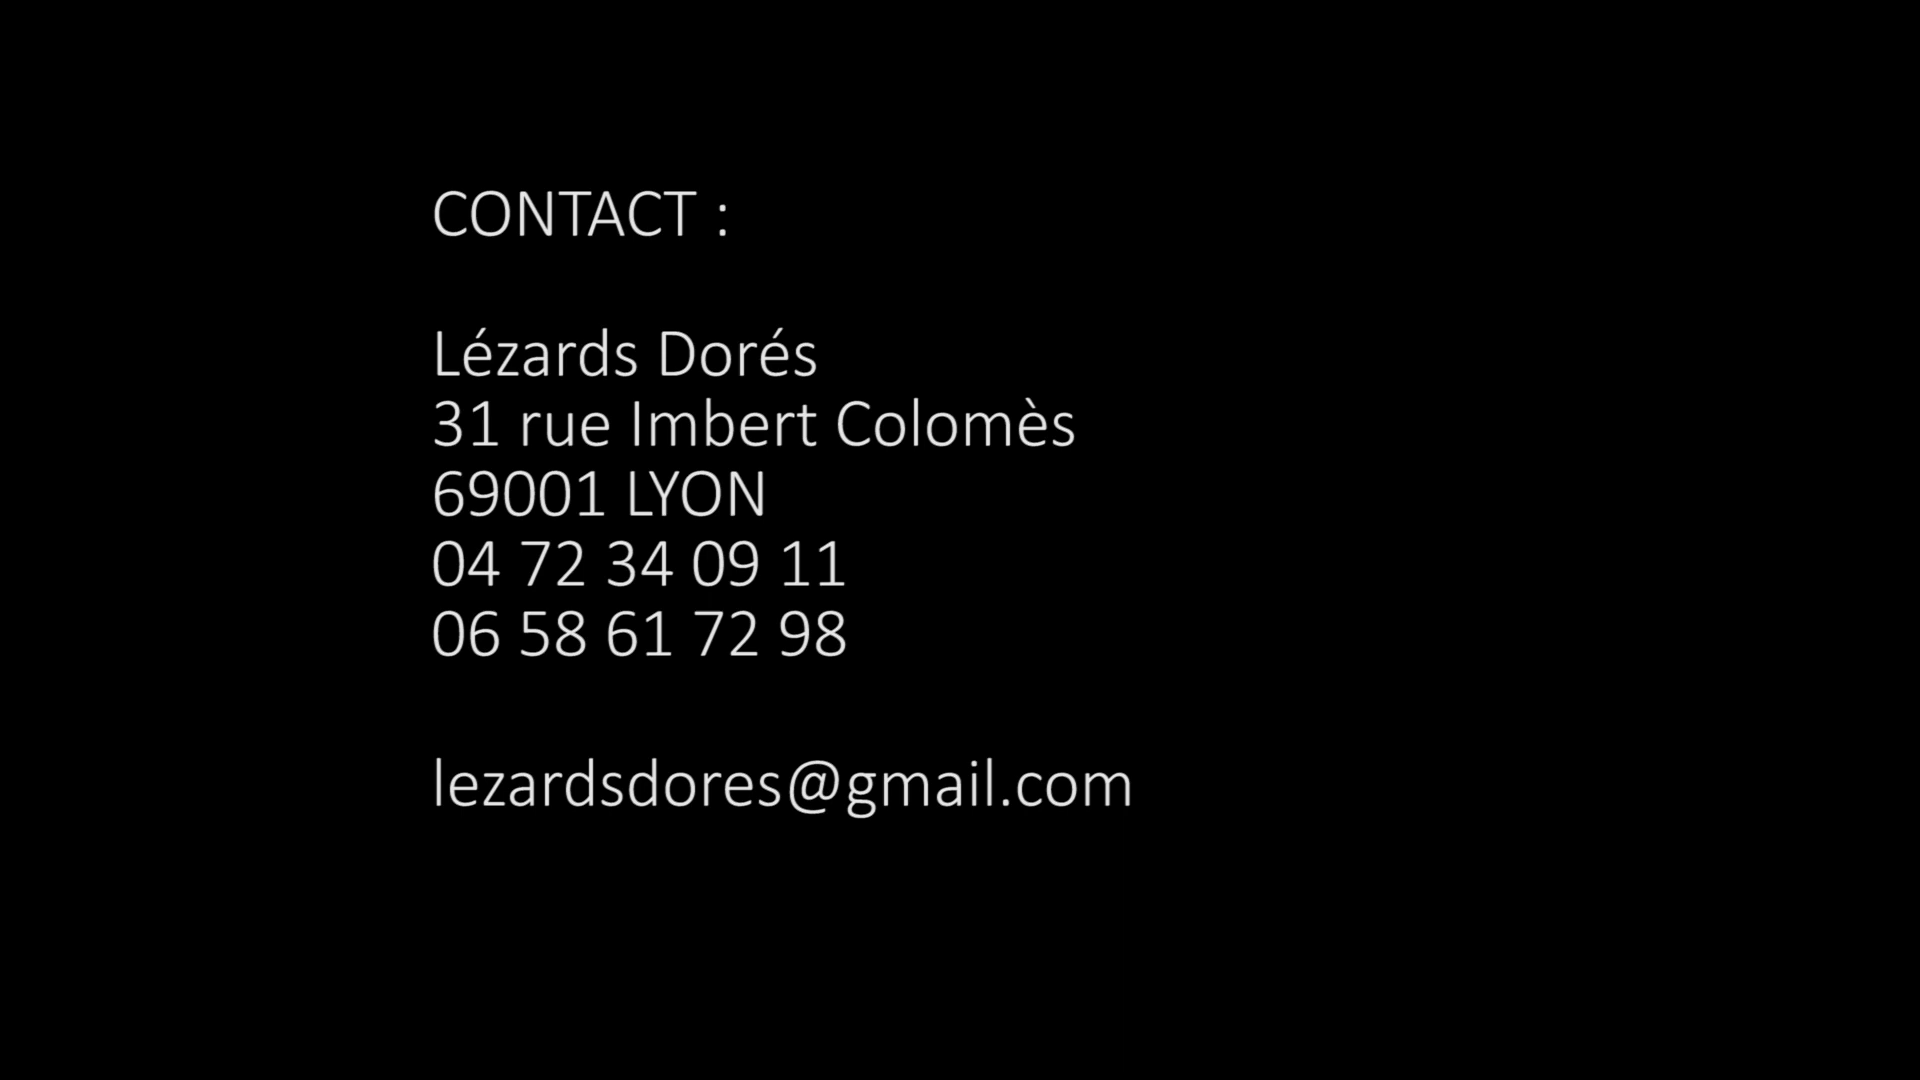 CONTACT :
Lézards Dorés
31 rue Imbert Colomès
69001 LYON
04 72 34 09 11
06 58 61 72 98
lezardsdores@gmail.com